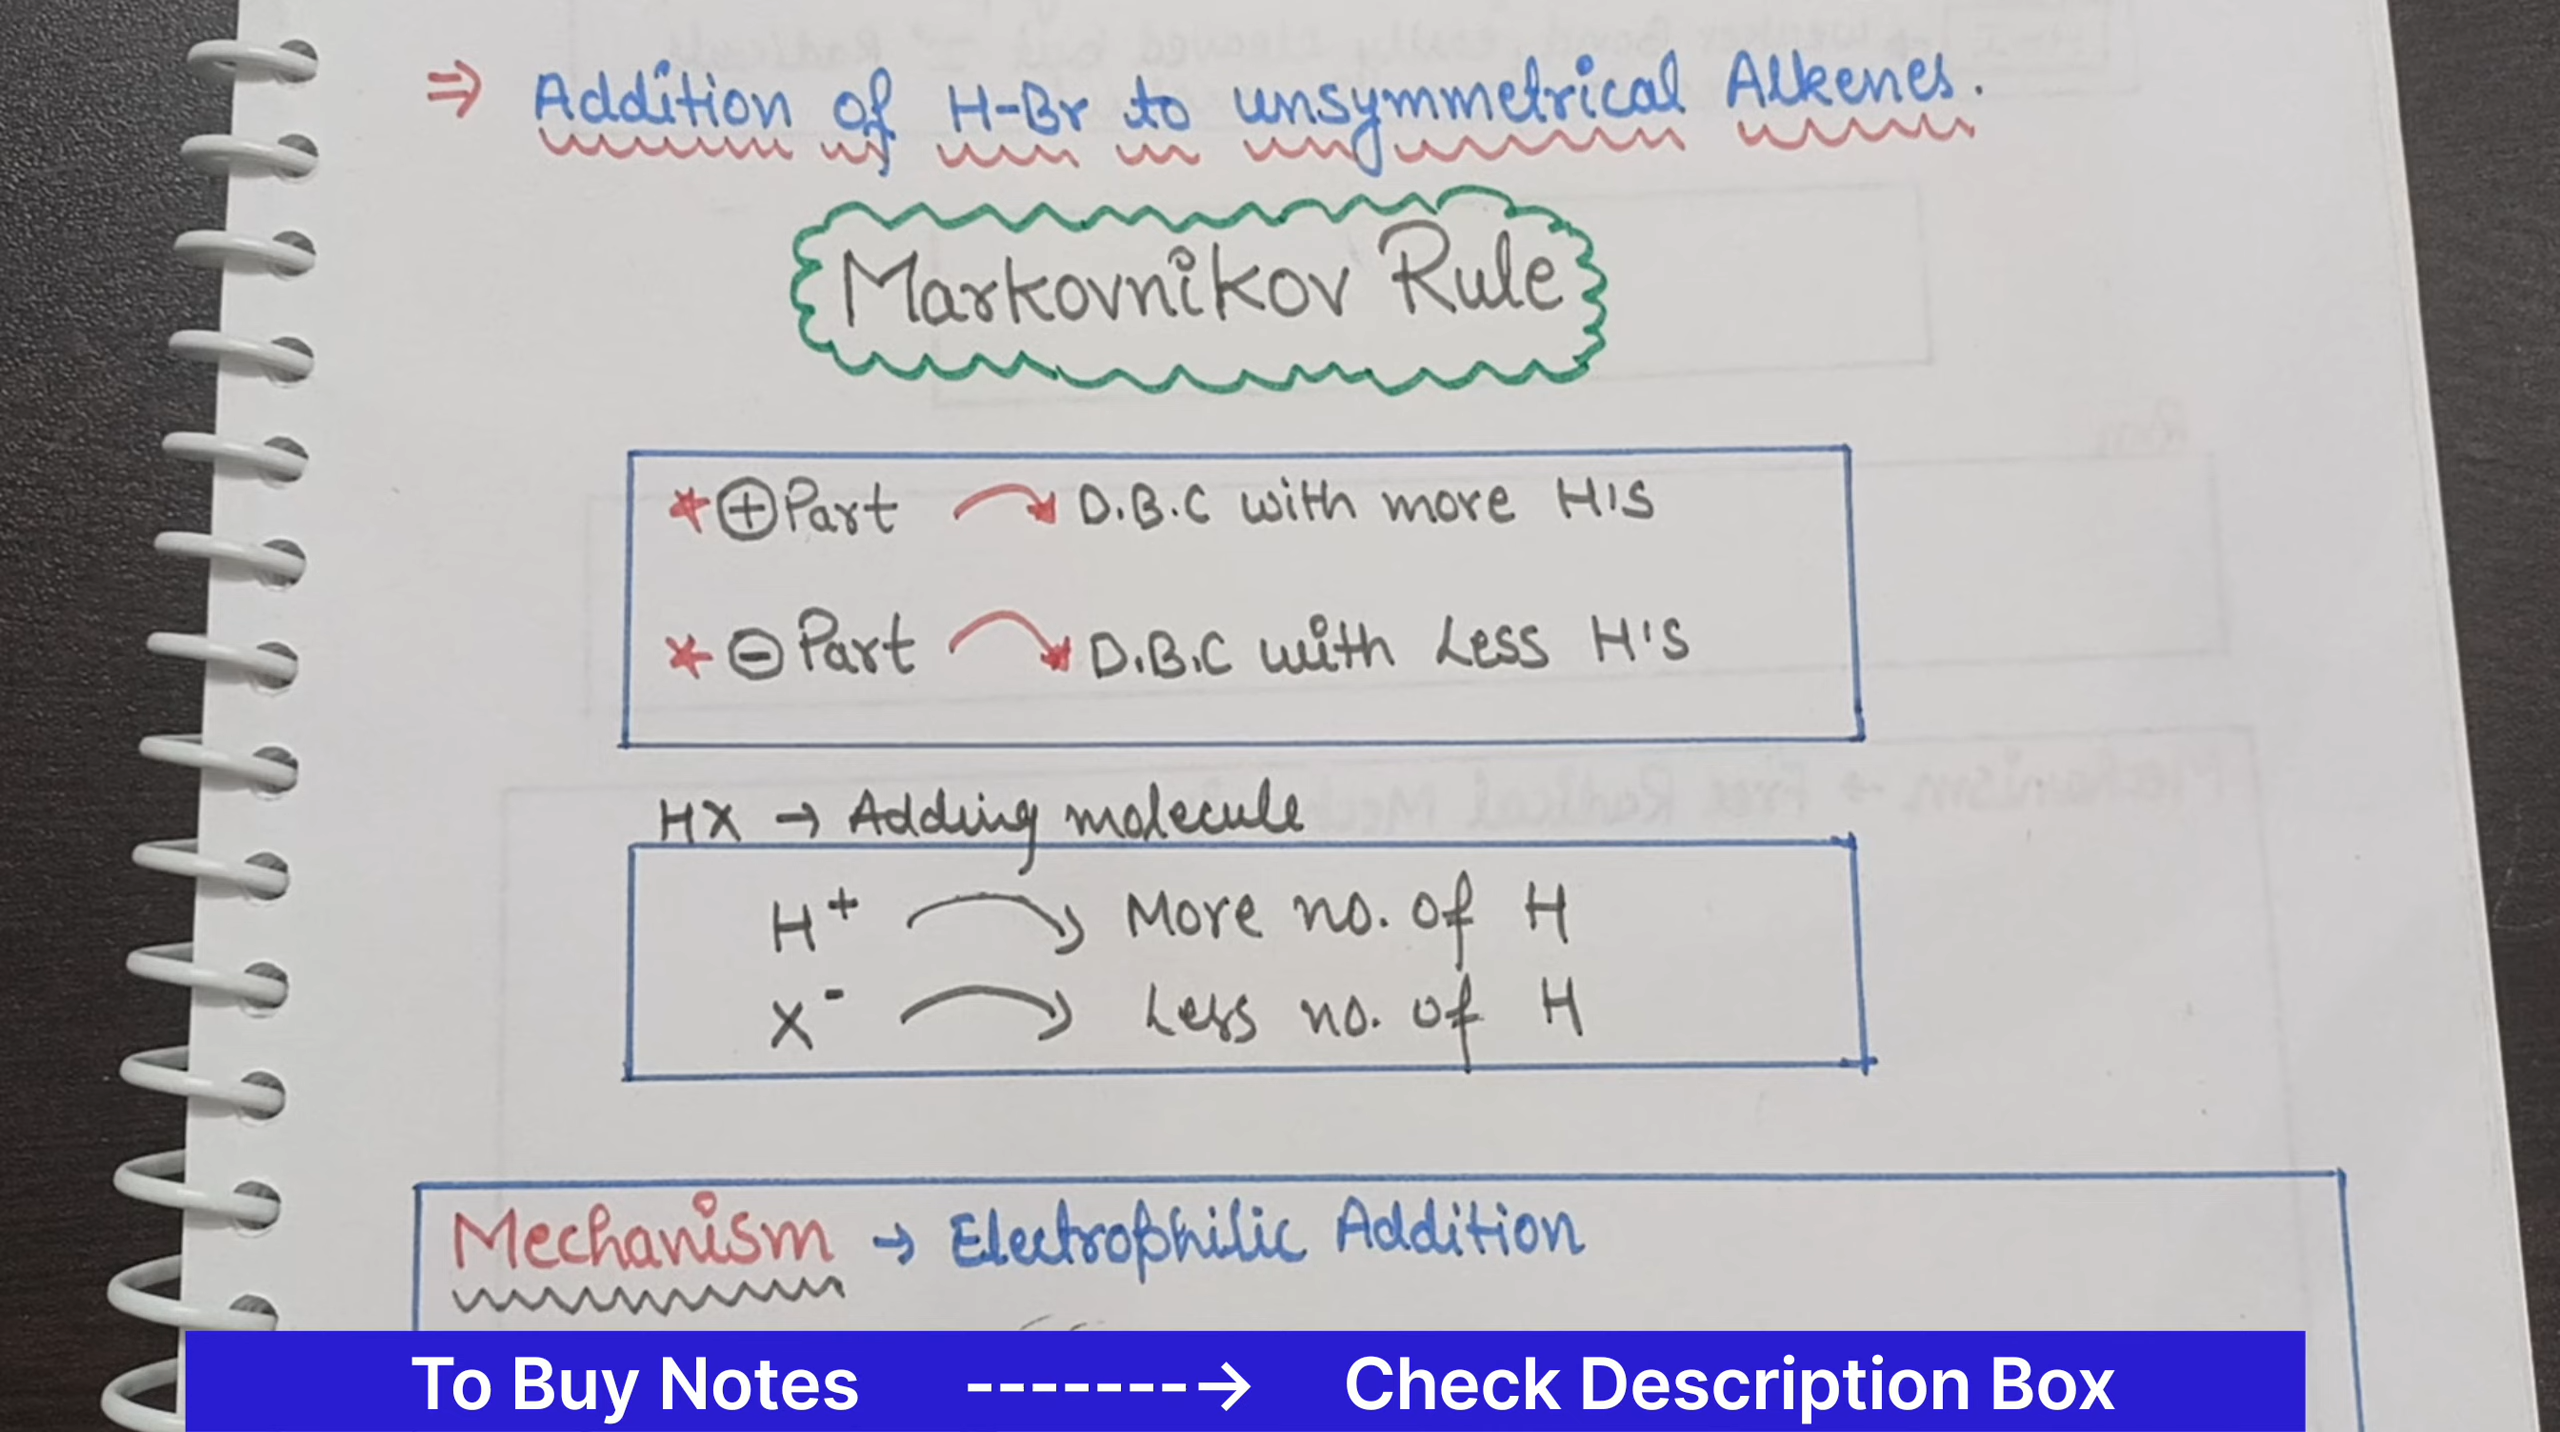 ⇒ Addition of H-Br to unsymmetrical Alkenes.
Markovnikov Rule
* ⊕ Part → D.B.C with more H's
* ⊖ Part → D.B.C with Less H's
HX → Adding molecule
H⁺ → More no. of H
X⁻ → Less no. of H
Mechanism → Electrophilic Addition
To Buy Notes -------→ Check Description Box